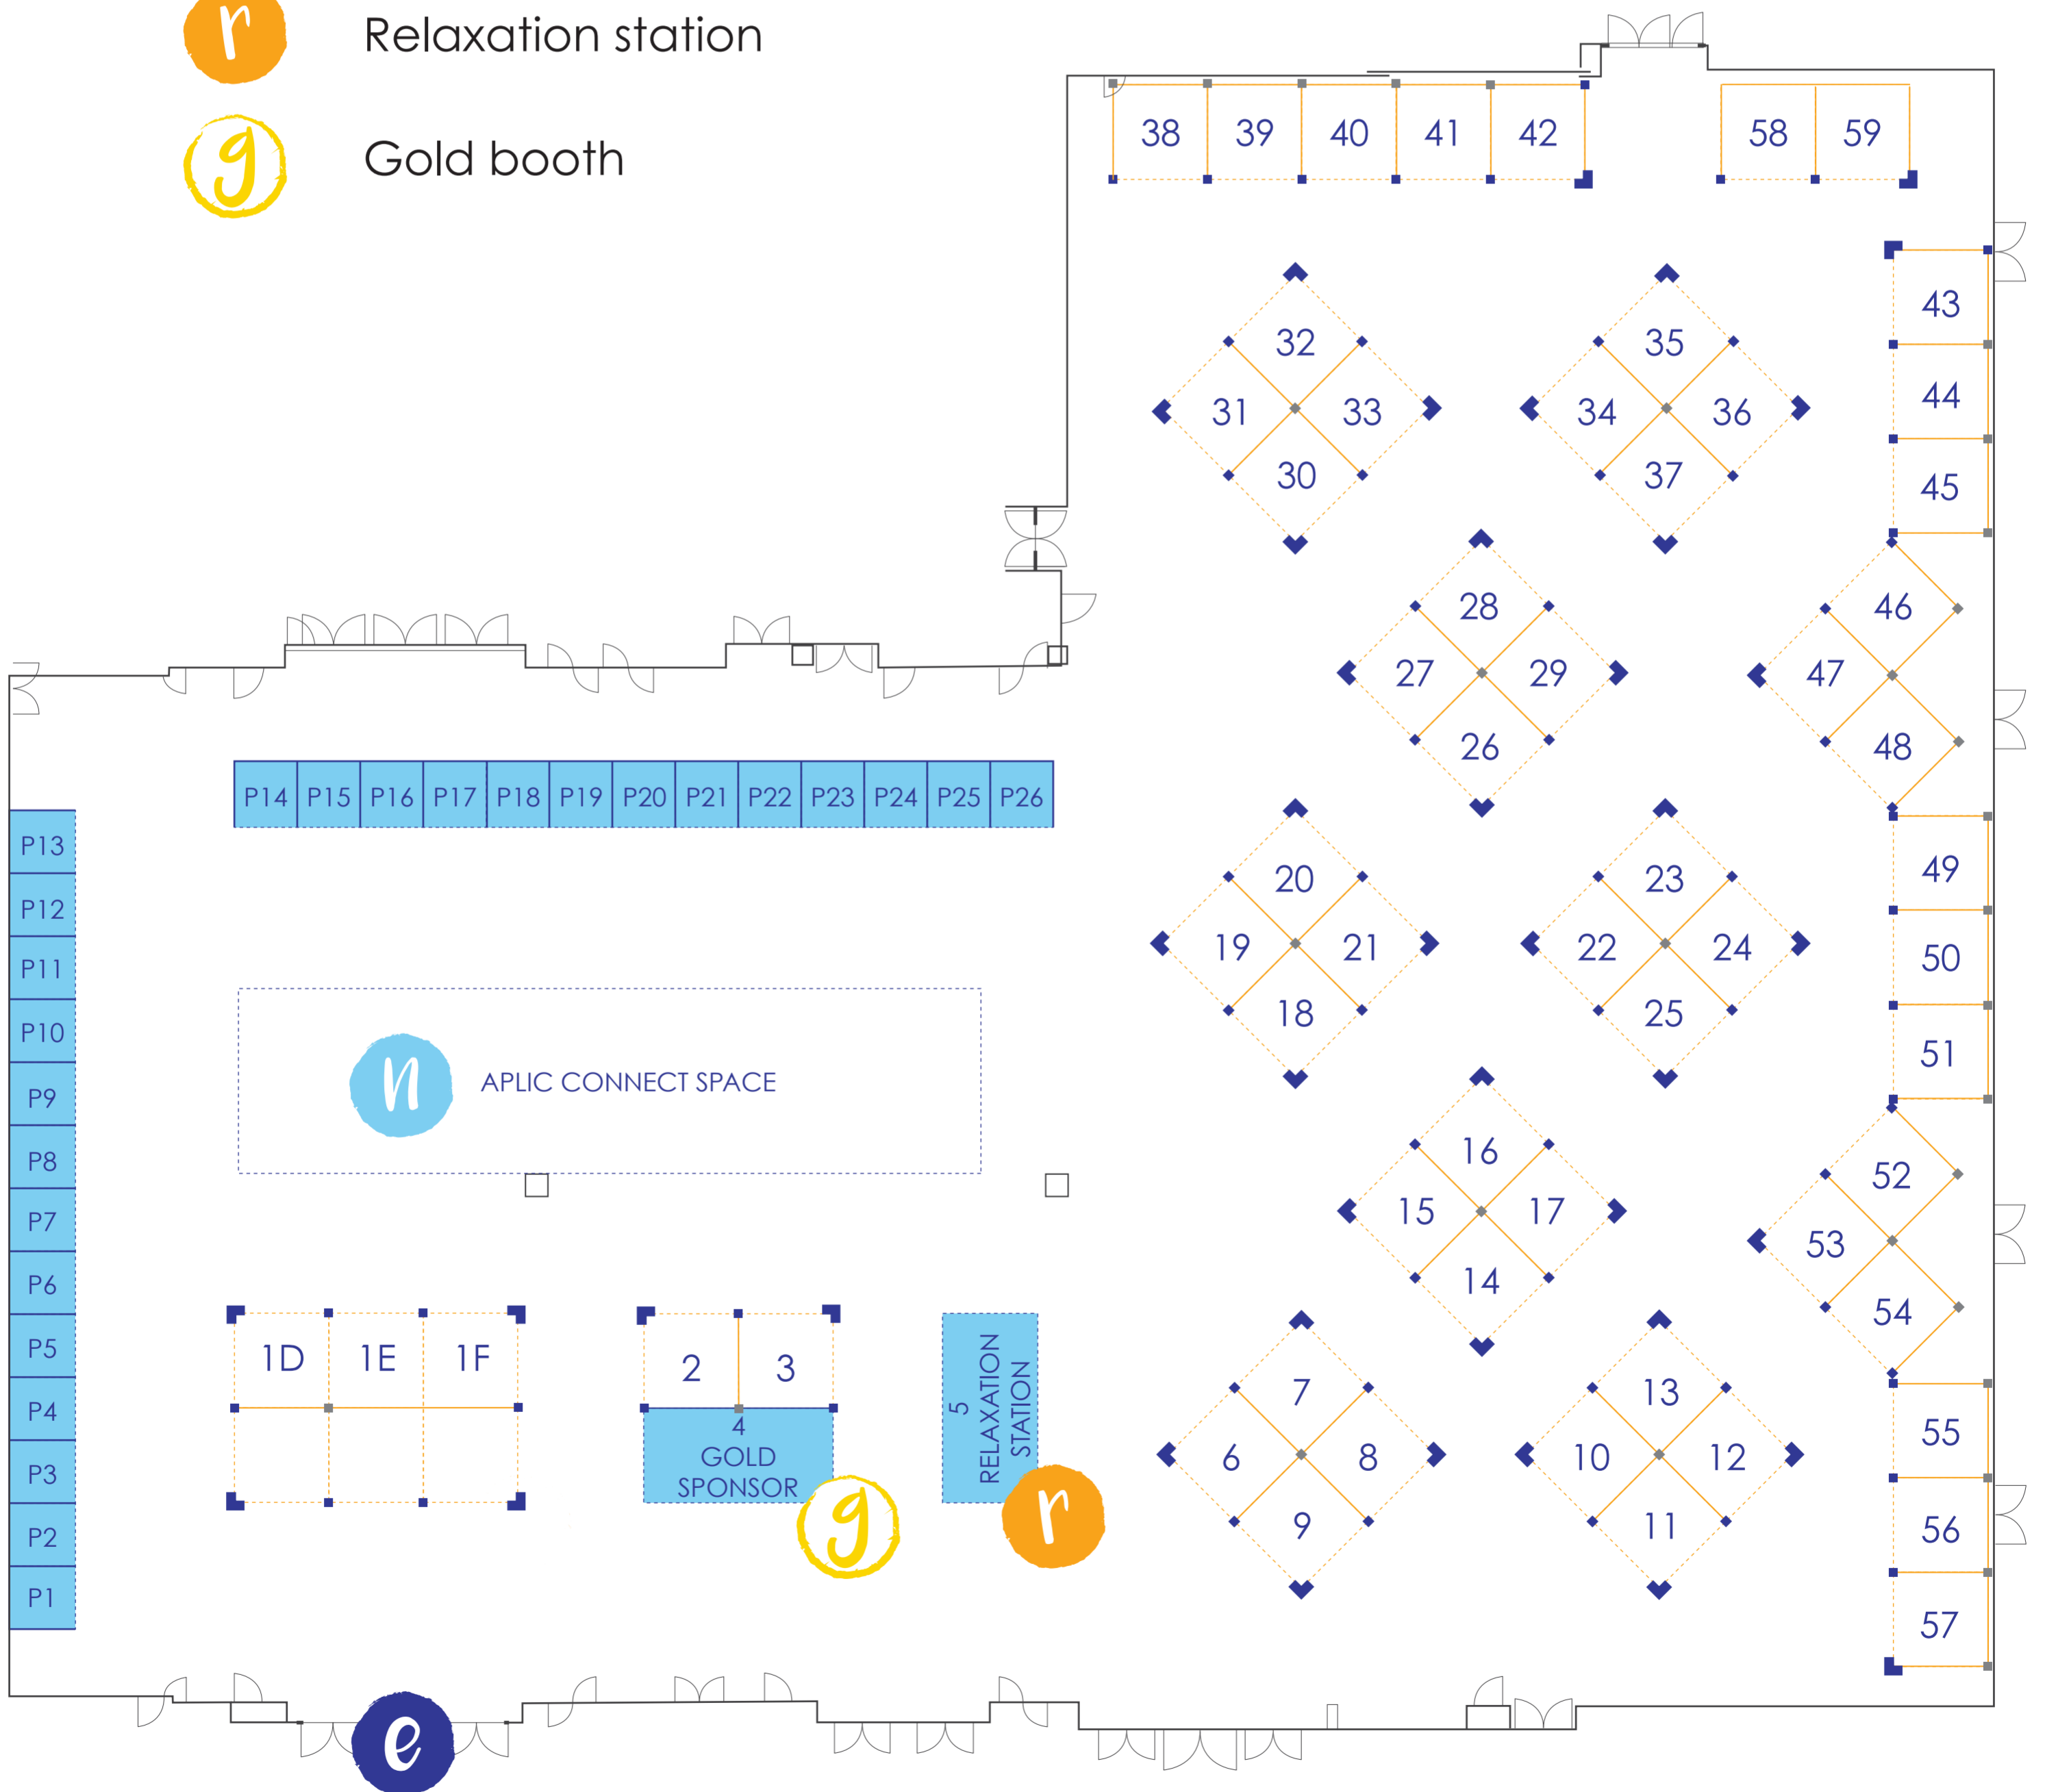 r
Relaxation station
g
Gold booth
38 39 40 41 42 58 59
43
32 35
44
31 33 34 36
30 37
45
28 46
27 29 47
26 48
P14 P15 P16 P17 P18 P19 P20 P21 P22 P23 P24 P25 P26
P13
20 23 49
P12
19 21 22 24 50
P11
18 25
P10
51
n APLIC CONNECT SPACE
P9
16 52
P8
15 17 53
P7
14
P6
54
1D 1E 1F
2 3
5
RELAXATION
STATION
P5
7 13
P4
4
GOLD
SPONSOR
55
6 8 10 12
P3
g
r
9 11
56
P2
P1
57
e